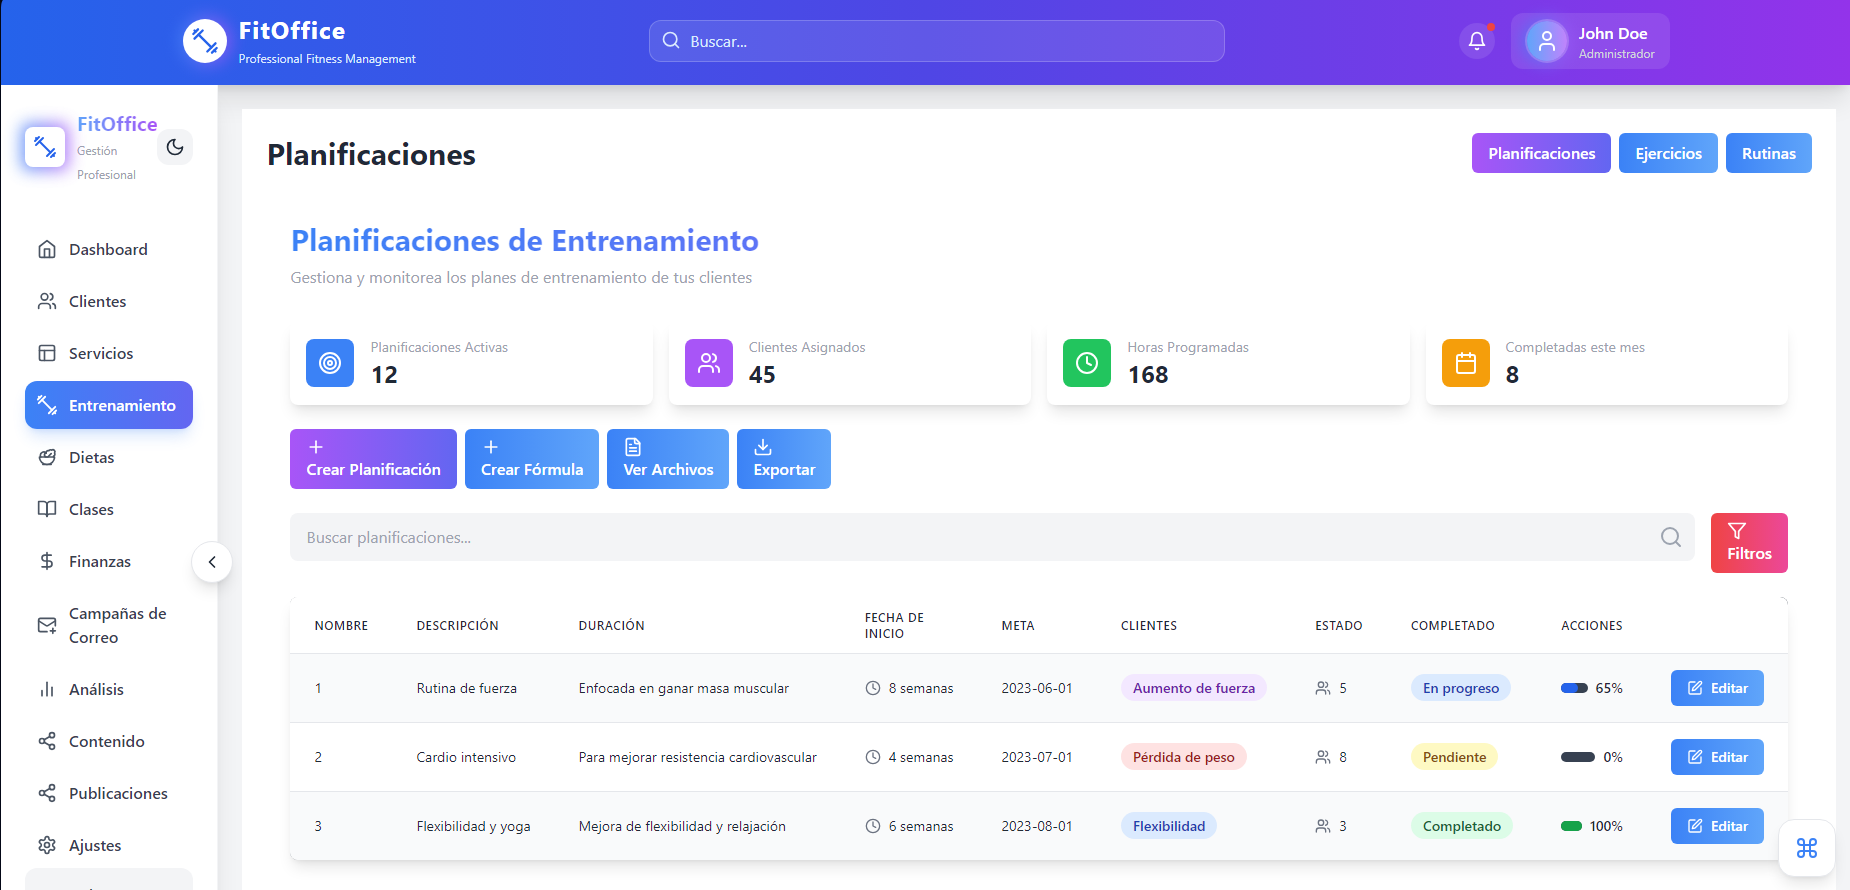 FitOffice
Professional Fitness Management
Buscar...
John Doe
Administrador
FitOffice
Gestión
Profesional
Dashboard
Clientes
Servicios
Entrenamiento
Dietas
Clases
Finanzas
Campañas de
Correo
Análisis
Contenido
Publicaciones
Ajustes
Planificaciones
Planificaciones
Ejercicios
Rutinas
Planificaciones de Entrenamiento
Gestiona y monitorea los planes de entrenamiento de tus clientes
Planificaciones Activas
12
Clientes Asignados
45
Horas Programadas
168
Completadas este mes
8
Crear Planificación
Crear Fórmula
Ver Archivos
Exportar
Buscar planificaciones...
Filtros
NOMBRE DESCRIPCIÓN DURACIÓN FECHA DE INICIO META CLIENTES ESTADO COMPLETADO ACCIONES
1 Rutina de fuerza Enfocada en ganar masa muscular 8 semanas 2023-06-01 Aumento de fuerza 5 En progreso 65% Editar
2 Cardio intensivo Para mejorar resistencia cardiovascular 4 semanas 2023-07-01 Pérdida de peso 8 Pendiente 0% Editar
3 Flexibilidad y yoga Mejora de flexibilidad y relajación 6 semanas 2023-08-01 Flexibilidad 3 Completado 100% Editar